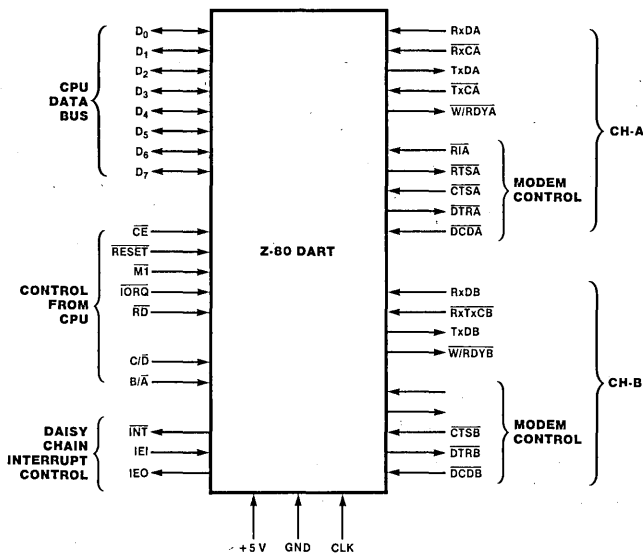 CPU
DATA
BUS
D0
D1
D2
D3
D4
D5
D6
D7
CONTROL
FROM
CPU
CE
RESET
M1
IORQ
RD
C/D
B/A
DAISY
CHAIN
INTERRUPT
CONTROL
INT
IEI
IEO
Z-80 DART
+5 V
GND
CLK
RxDA
RxCA
TxDA
TxCA
W/RDYA
RIA
RTSA
CTSA
DTRA
DCDA
MODEM
CONTROL
CH-A
RxDB
RxTxCB
TxDB
W/RDYB
CTSB
DTRB
DCDB
MODEM
CONTROL
CH-B